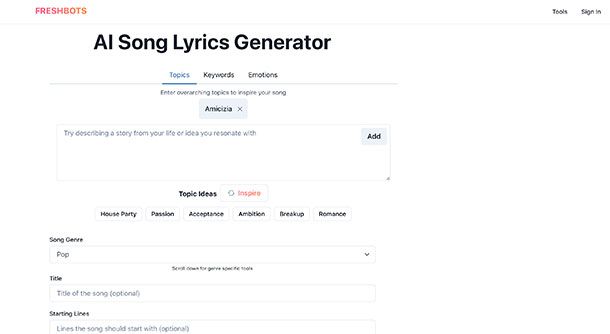 FRESHBOTS
Tools Sign In
AI Song Lyrics Generator
Topics Keywords Emotions
Enter overarching topics to inspire your song
Amicizia ×
Try describing a story from your life or idea you resonate with
Add
Topic Ideas Inspire
House Party Passion Acceptance Ambition Breakup Romance
Song Genre
Pop
Scroll down for genre specific tools
Title
Title of the song (optional)
Starting Lines
Lines the song should start with (optional)